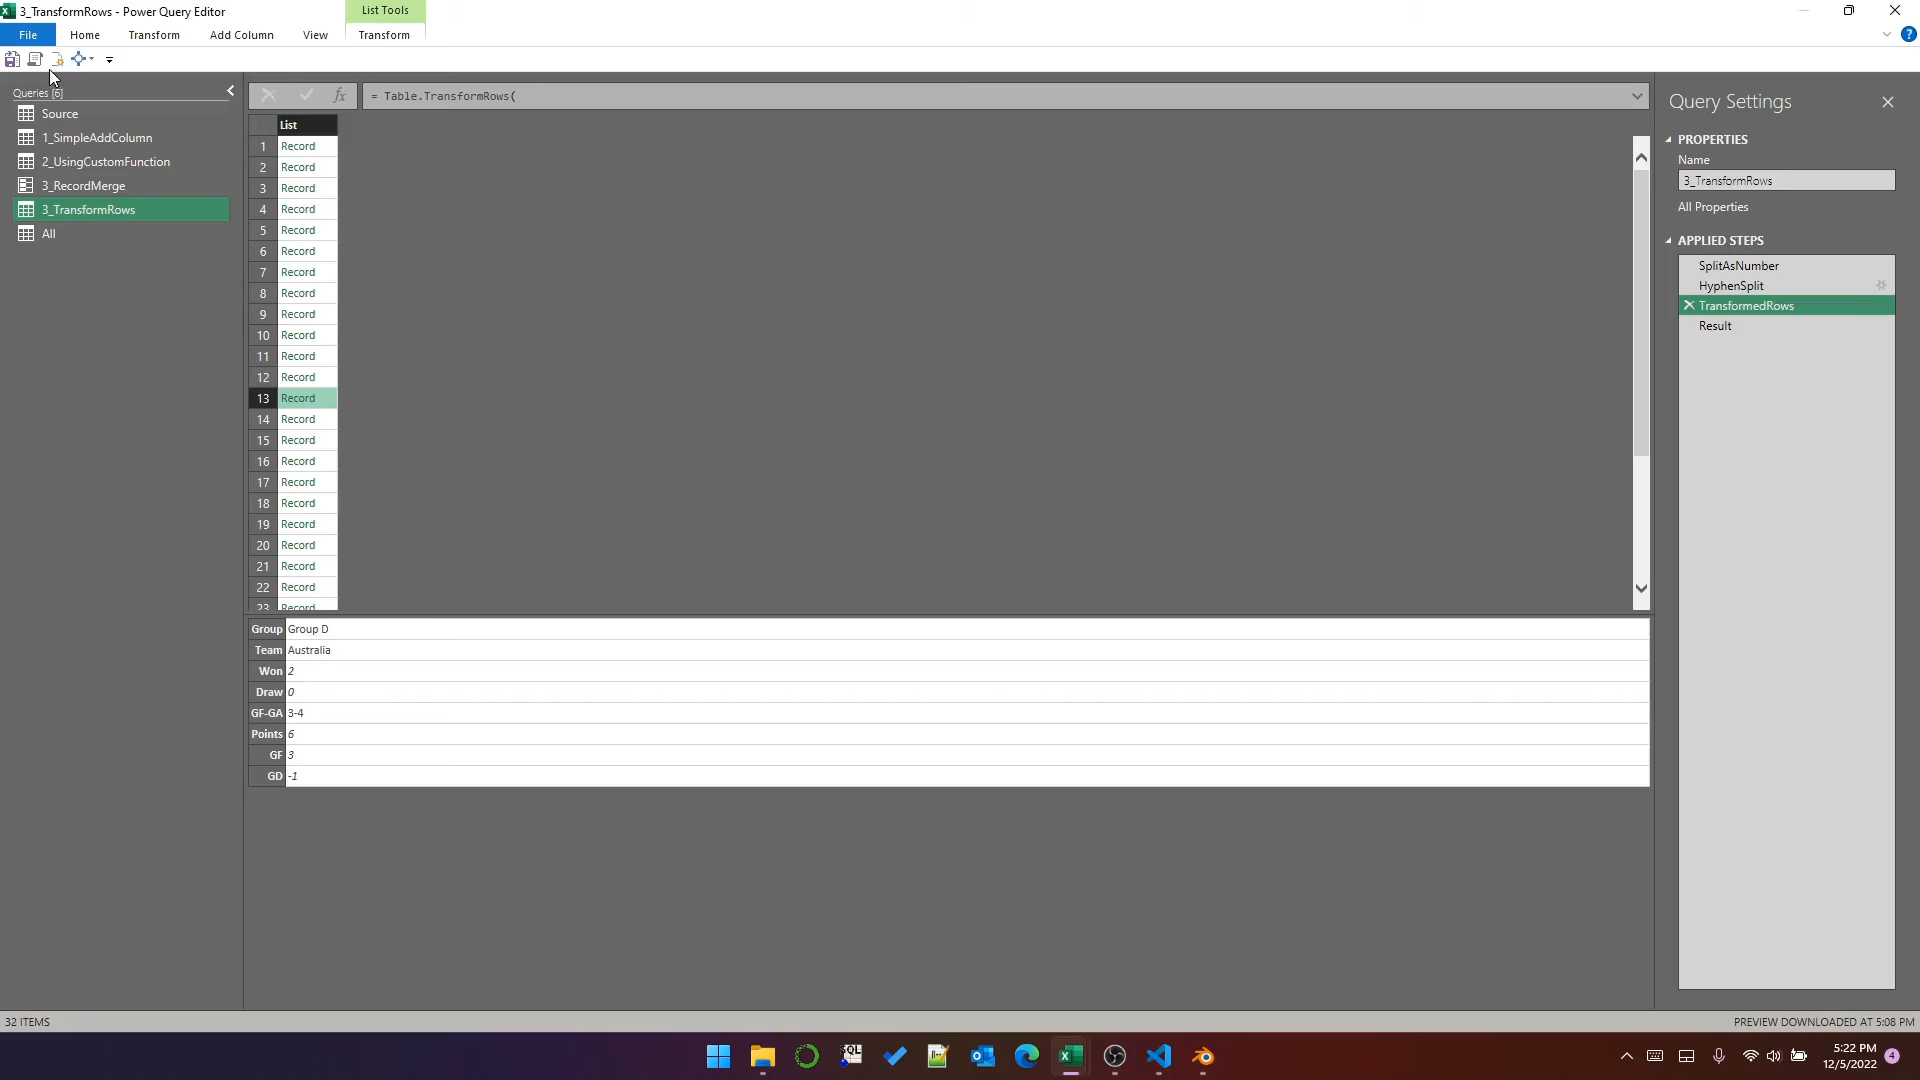 3_TransformRows - Power Query Editor
List Tools
File
Home
Transform
Add Column
View
Transform
Queries [6]
Source
1_SimpleAddColumn
2_UsingCustomFunction
3_RecordMerge
3_TransformRows
All
fx
= Table.TransformRows(
List
1 Record
2 Record
3 Record
4 Record
5 Record
6 Record
7 Record
8 Record
9 Record
10 Record
11 Record
12 Record
13 Record
14 Record
15 Record
16 Record
17 Record
18 Record
19 Record
20 Record
21 Record
22 Record
23 Record
Group Group D
Team Australia
Won 2
Draw 0
GF-GA 3-4
Points 6
GF 3
GD -1
Query Settings
PROPERTIES
Name
3_TransformRows
All Properties
APPLIED STEPS
SplitAsNumber
HyphenSplit
TransformedRows
Result
32 ITEMS
PREVIEW DOWNLOADED AT 5:08 PM
SQL
5:22 PM
12/5/2022
4